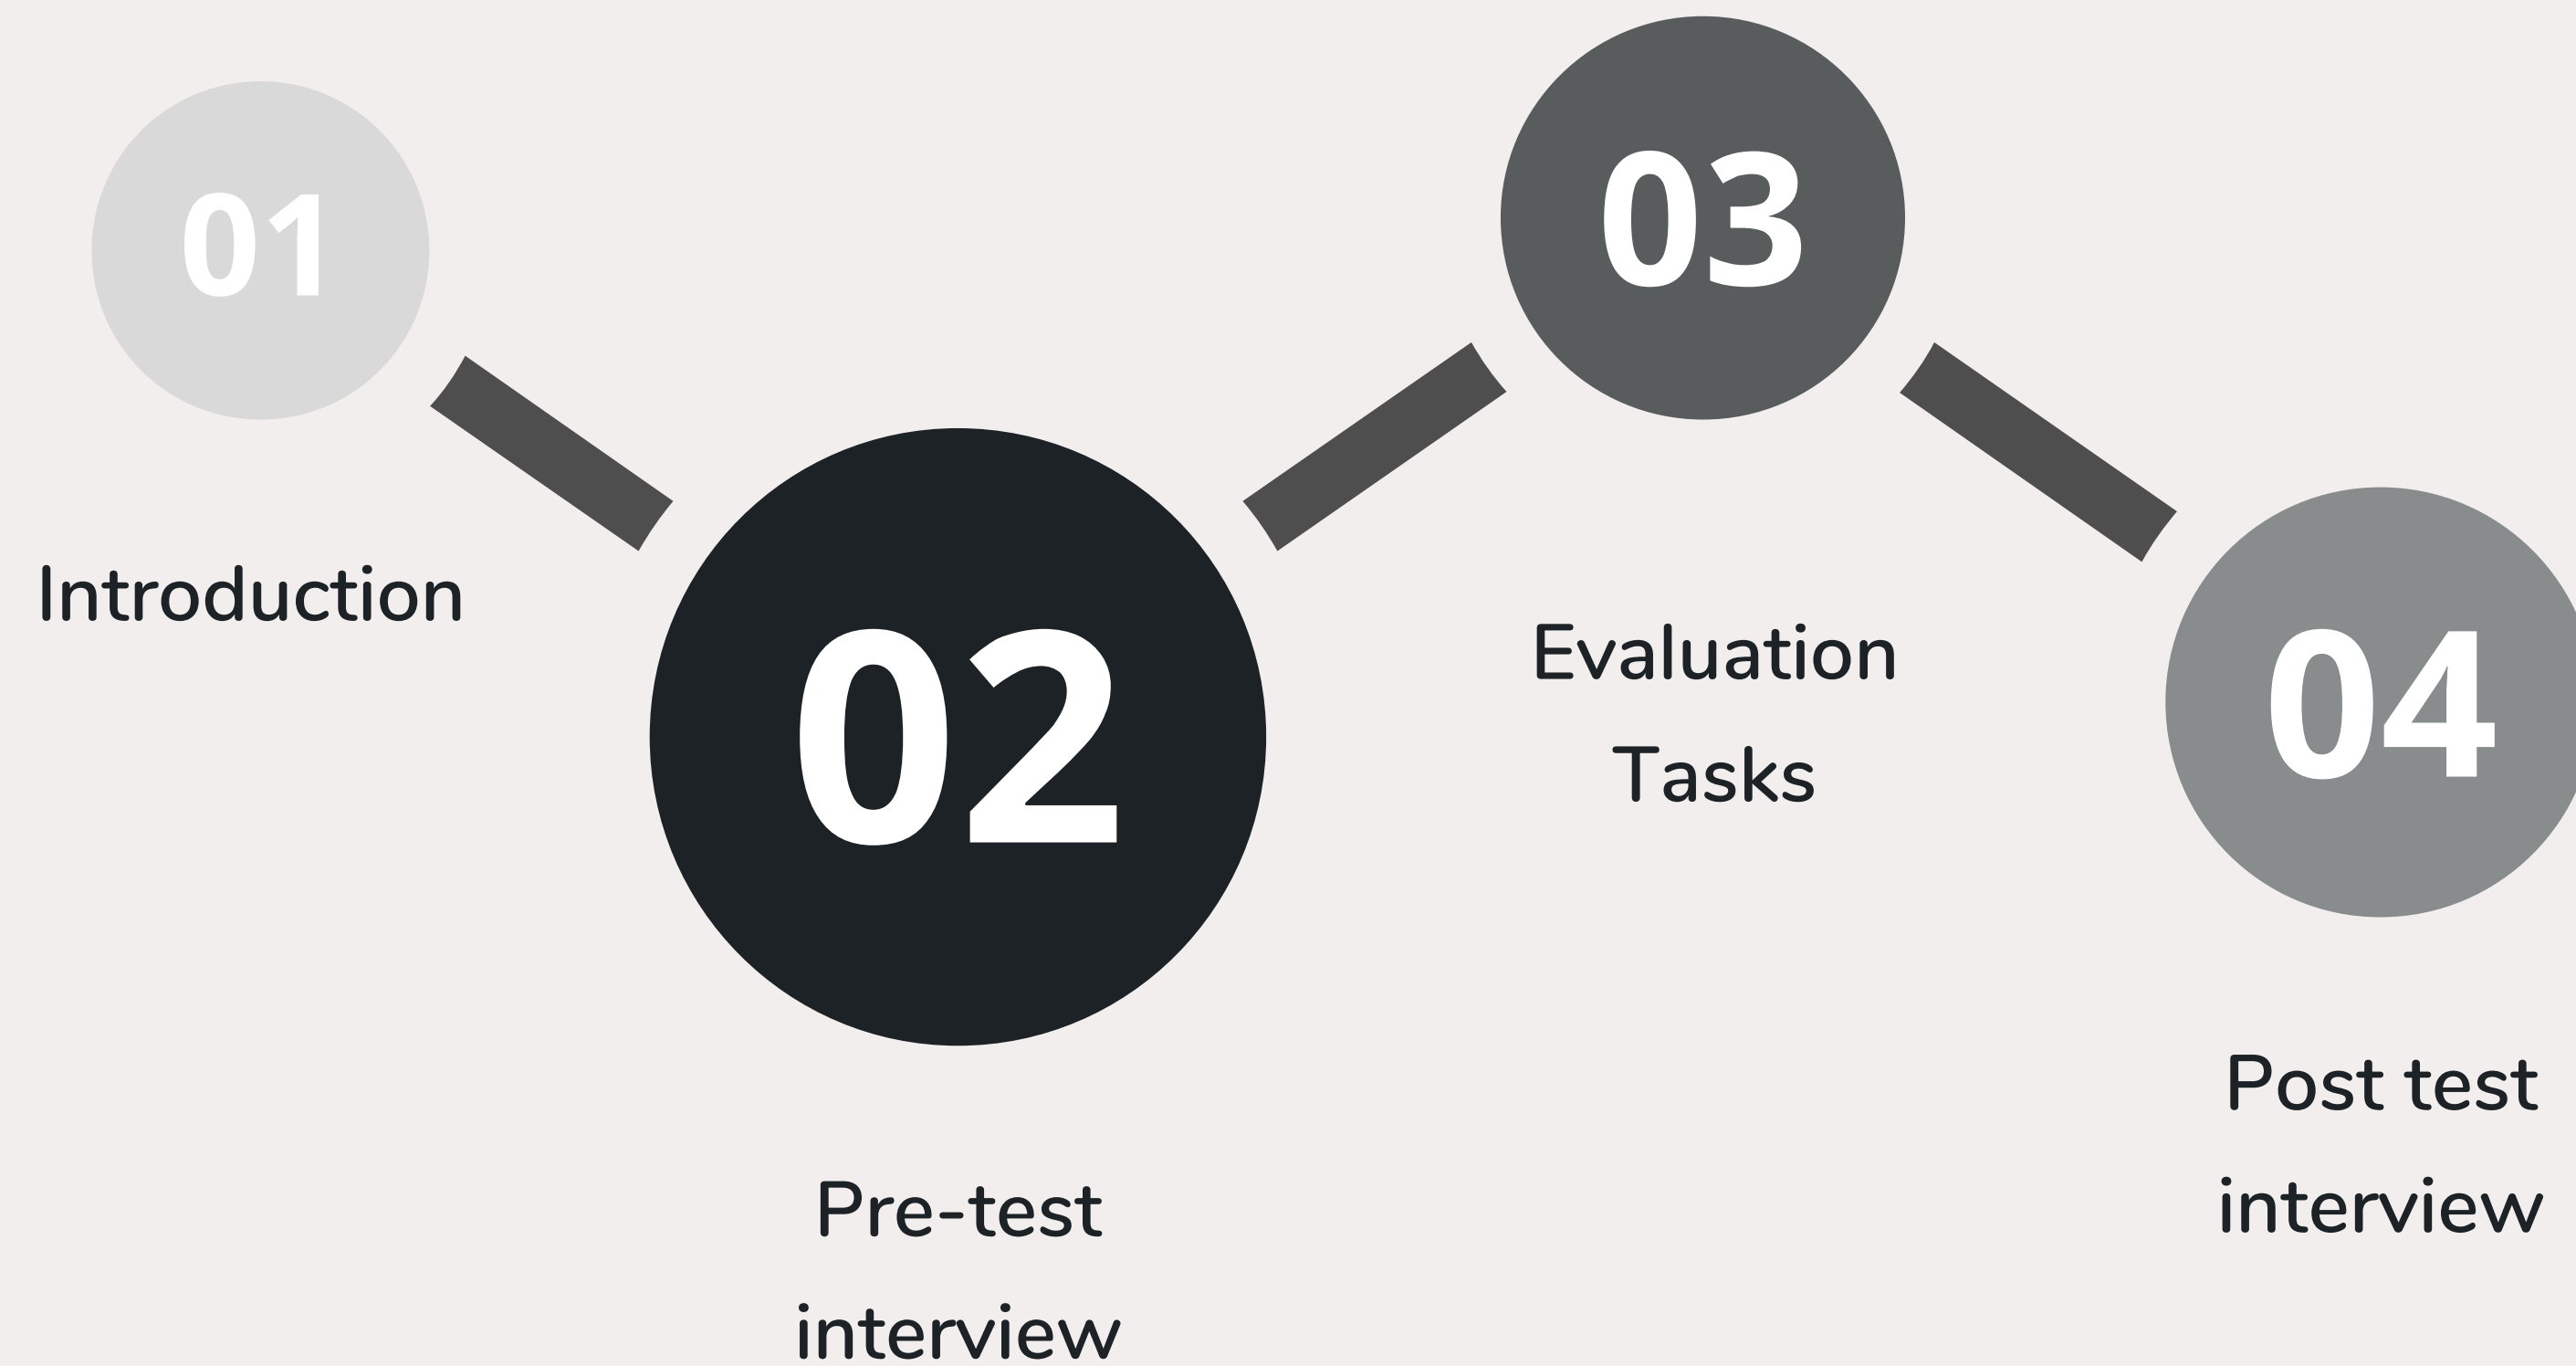 01
Introduction
02
Pre-test
interview
03
Evaluation
Tasks
04
Post test
interview